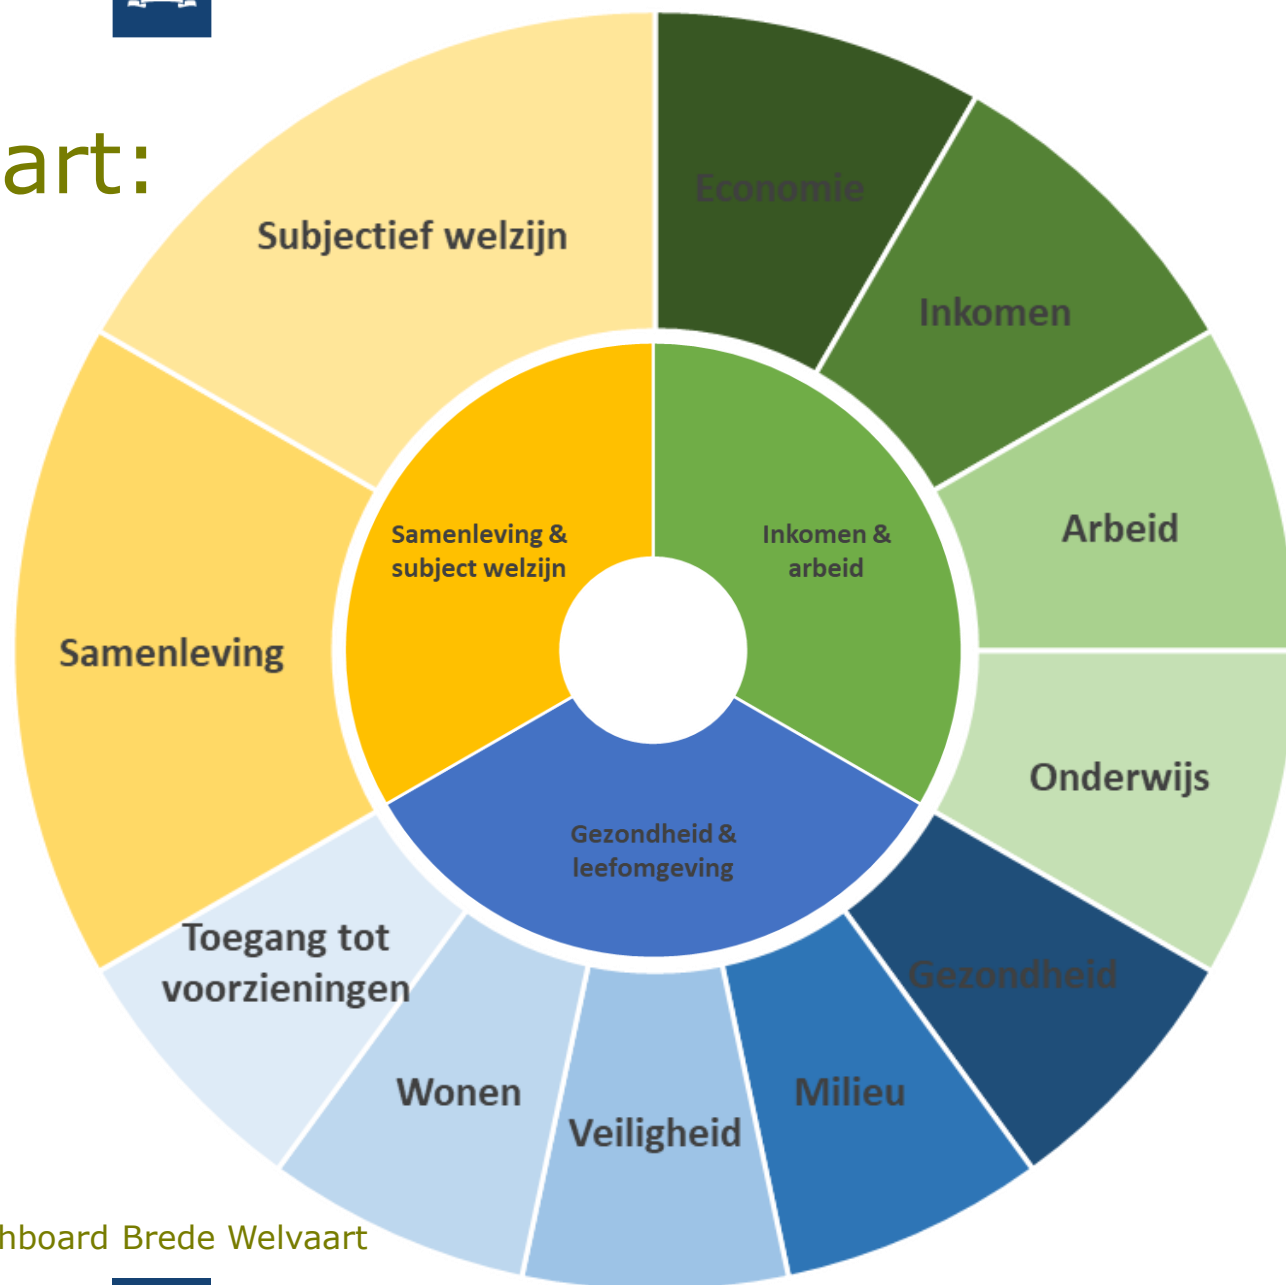 art:
Economie
Subjectief welzijn
Inkomen
Arbeid
Samenleving &
subject welzijn
Inkomen &
arbeid
Samenleving
Onderwijs
Gezondheid &
leefomgeving
Toegang tot
voorzieningen
Gezondheid
Wonen
Milieu
Veiligheid
hboard Brede Welvaart